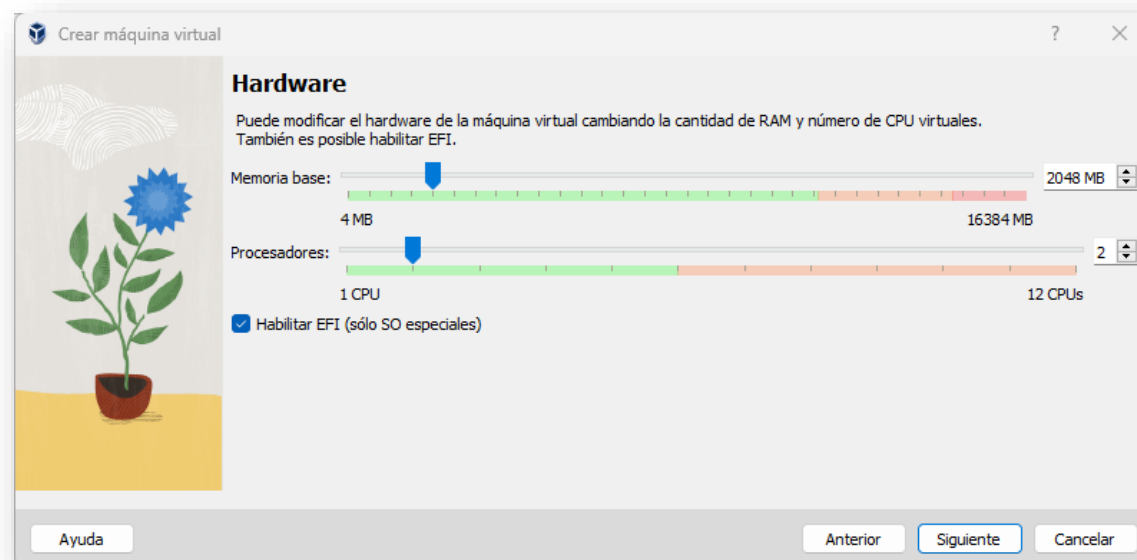 Crear máquina virtual
?
Hardware
Puede modificar el hardware de la máquina virtual cambiando la cantidad de RAM y número de CPU virtuales.
También es posible habilitar EFI.
Memoria base:
2048 MB
4 MB
16384 MB
Procesadores:
2
1 CPU
12 CPUs
Habilitar EFI (sólo SO especiales)
Ayuda
Anterior
Siguiente
Cancelar